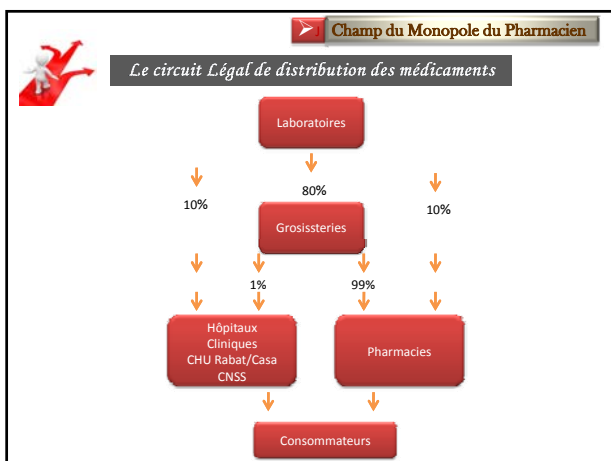 Champ du Monopole du Pharmacien
Le circuit Légal de distribution des médicaments
Laboratoires
80%
10%
10%
Grosissteries
1%
99%
Hôpitaux
Cliniques
CHU Rabat/Casa
CNSS
Pharmacies
Consommateurs